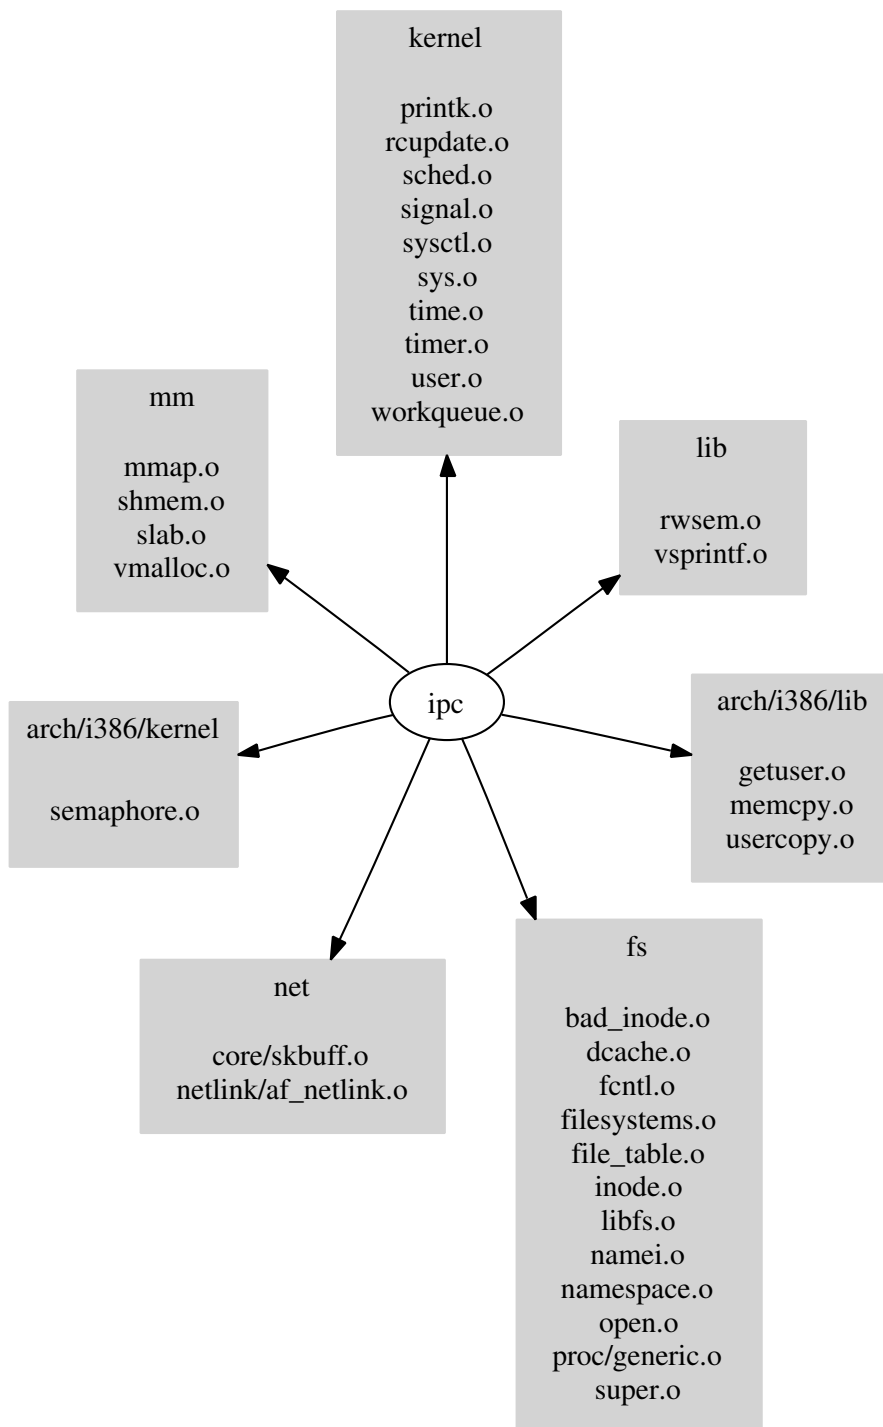 kernel
printk.o
rcupdate.o
sched.o
signal.o
sysctl.o
sys.o
time.o
timer.o
user.o
workqueue.o
mm
mmap.o
shmem.o
slab.o
vmalloc.o
lib
rwsem.o
vsprintf.o
ipc
arch/i386/kernel
semaphore.o
arch/i386/lib
getuser.o
memcpy.o
usercopy.o
net
core/skbuff.o
netlink/af_netlink.o
fs
bad_inode.o
dcache.o
fcntl.o
filesystems.o
file_table.o
inode.o
libfs.o
namei.o
namespace.o
open.o
proc/generic.o
super.o